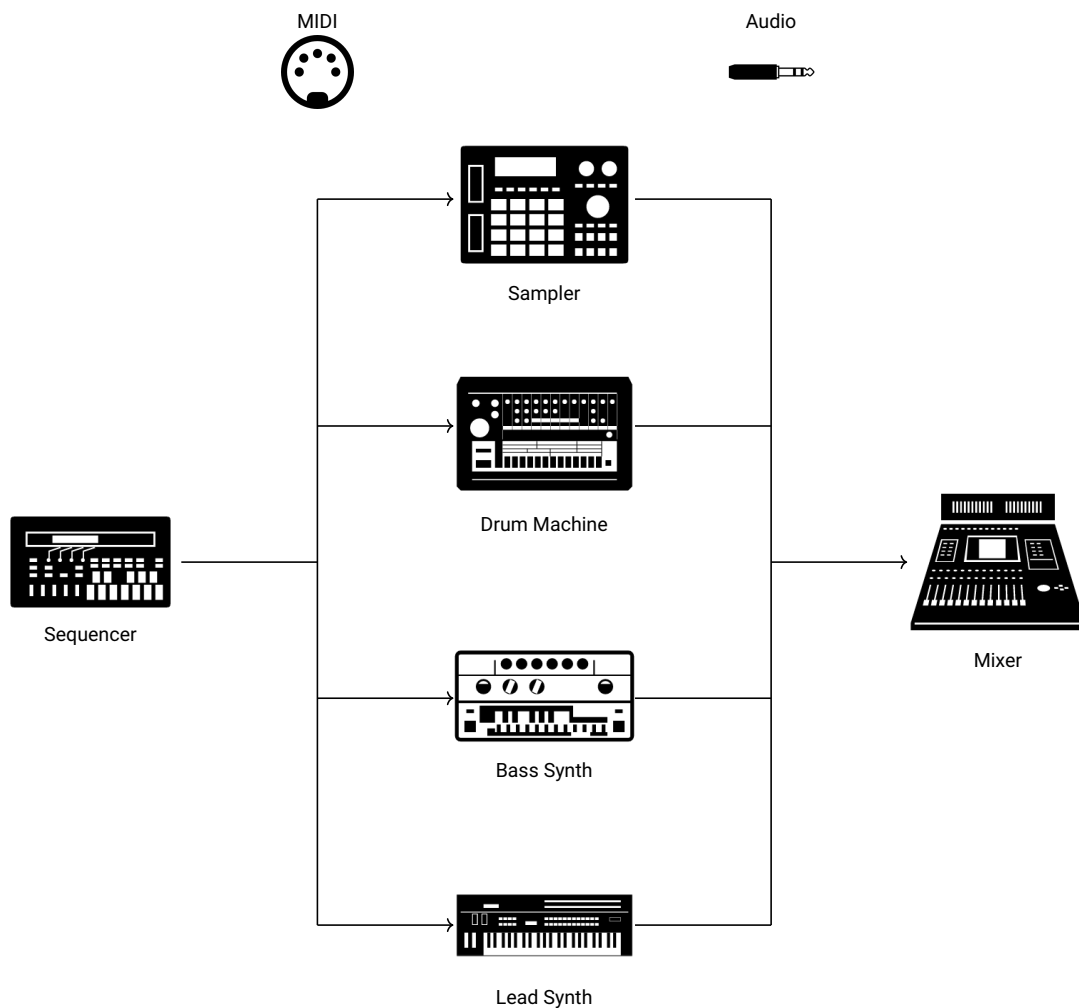 MIDI
Audio
Sampler
Drum Machine
Sequencer
Mixer
Bass Synth
Lead Synth